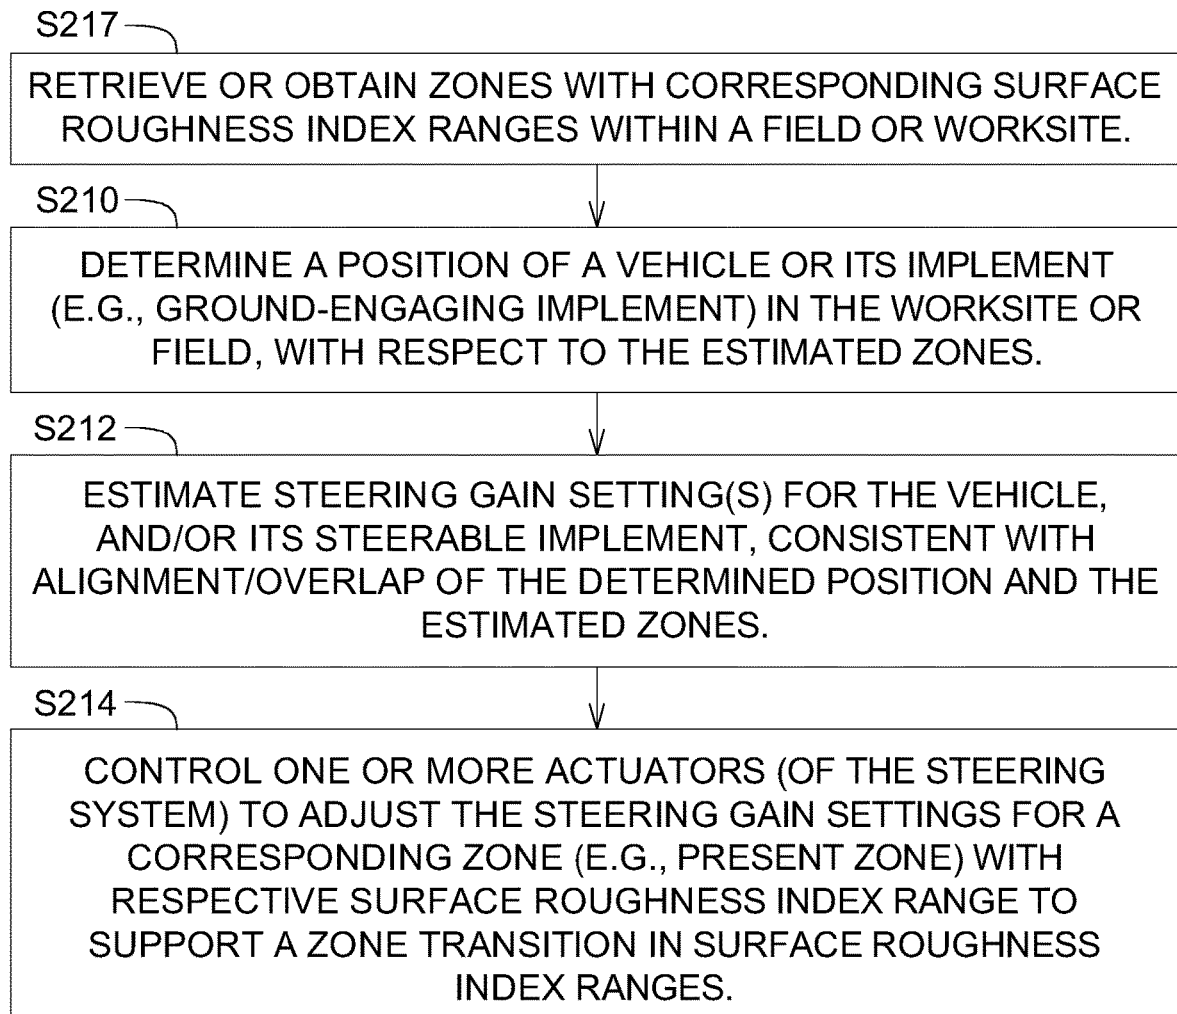 S217
RETRIEVE OR OBTAIN ZONES WITH CORRESPONDING SURFACE
ROUGHNESS INDEX RANGES WITHIN A FIELD OR WORKSITE.
S210
DETERMINE A POSITION OF A VEHICLE OR ITS IMPLEMENT
(E.G., GROUND-ENGAGING IMPLEMENT) IN THE WORKSITE OR
FIELD, WITH RESPECT TO THE ESTIMATED ZONES.
S212
ESTIMATE STEERING GAIN SETTING(S) FOR THE VEHICLE,
AND/OR ITS STEERABLE IMPLEMENT, CONSISTENT WITH
ALIGNMENT/OVERLAP OF THE DETERMINED POSITION AND THE
ESTIMATED ZONES.
S214
CONTROL ONE OR MORE ACTUATORS (OF THE STEERING
SYSTEM) TO ADJUST THE STEERING GAIN SETTINGS FOR A
CORRESPONDING ZONE (E.G., PRESENT ZONE) WITH
RESPECTIVE SURFACE ROUGHNESS INDEX RANGE TO
SUPPORT A ZONE TRANSITION IN SURFACE ROUGHNESS
INDEX RANGES.